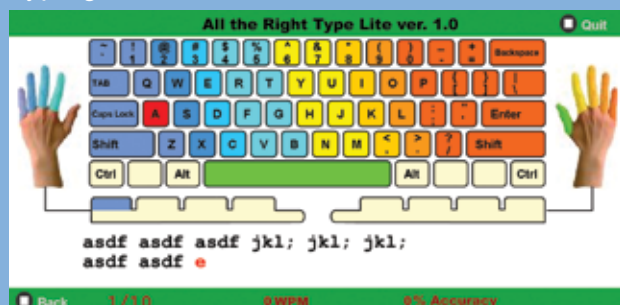 All the Right Type Lite ver. 1.0 Quit
~ ` ! 1 @ 2 # 3 $ 4 % 5 ^ 6 & 7 * 8 ( 9 ) 0 - + = Backspace
TAB Q W E R T Y U I O P { [ } ] | \
Caps Lock A S D F G H J K L : ; " ' Enter
Shift Z X C V B N M < , > . ? / Shift
Ctrl Alt Alt Ctrl
asdf asdf asdf jkl; jkl; jkl;
asdf asdf e
Back 1/10 0 WPM 0% Accuracy